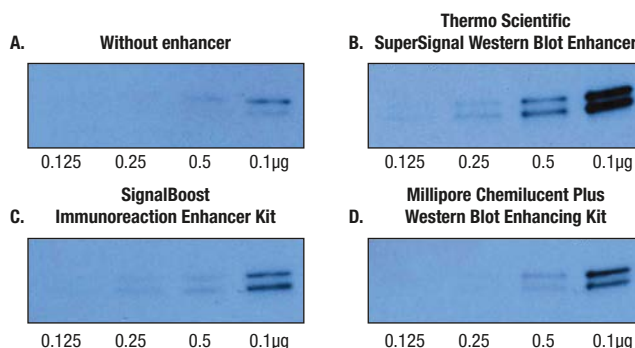 A. Without enhancer
Thermo Scientific
B. SuperSignal Western Blot Enhancer
0.125 0.25 0.5 0.1µg
0.125 0.25 0.5 0.1µg
SignalBoost
C. Immunoreaction Enhancer Kit
Millipore Chemilucent Plus
D. Western Blot Enhancing Kit
0.125 0.25 0.5 0.1µg
0.125 0.25 0.5 0.1µg